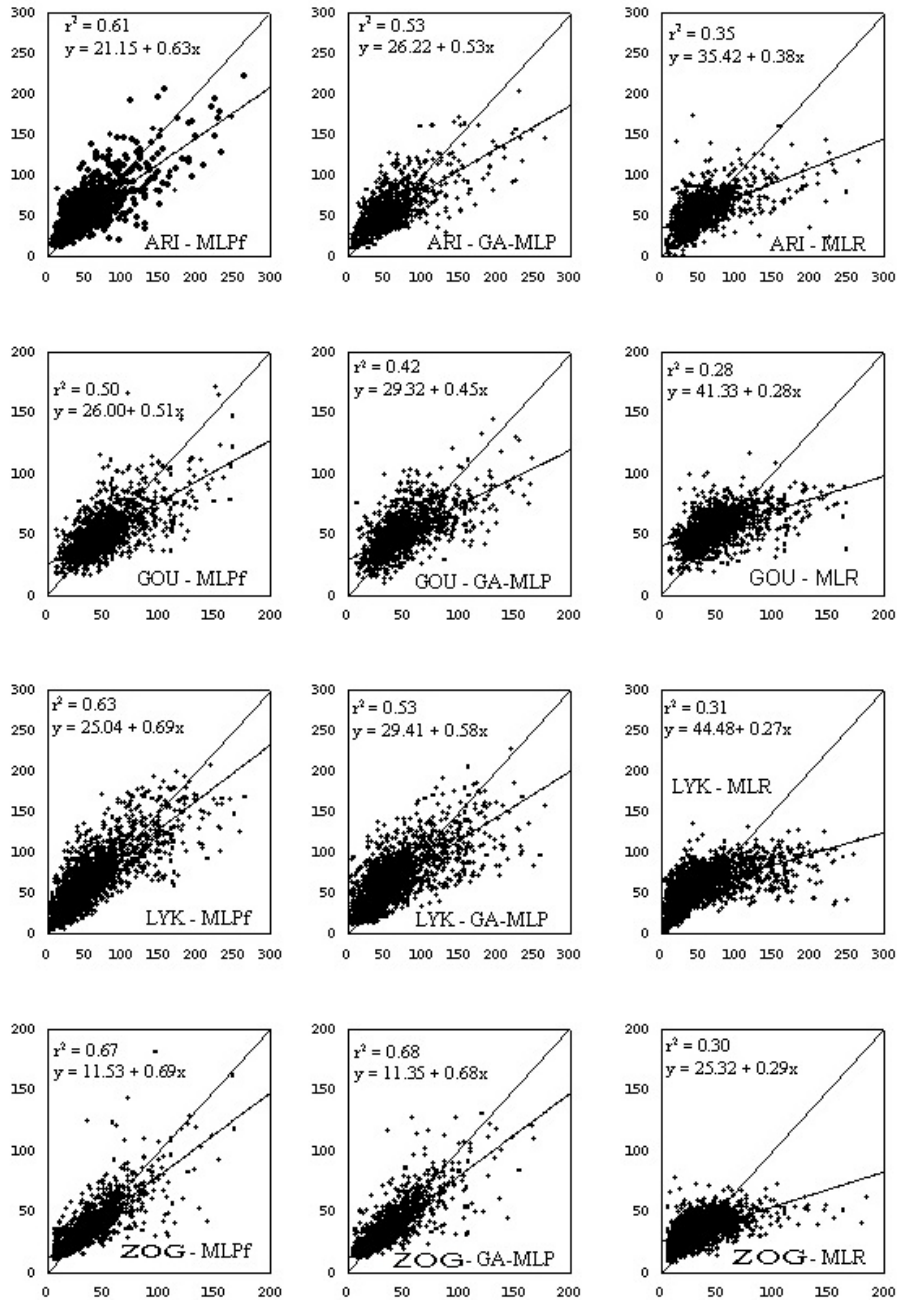 300
250
200
150
100
50
0
r² = 0.61
y = 21.15 + 0.63x
ARI - MLPf
0 50 100 150 200 250 300
300
250
200
150
100
50
0
r² = 0.53
y = 26.22 + 0.53x
ARI - GA-MLP
0 50 100 150 200 250 300
300
250
200
150
100
50
0
r² = 0.35
y = 35.42 + 0.38x
ARI - MLR
0 50 100 150 200 250 300
200
150
100
50
0
r² = 0.50
y = 26.00+ 0.51x
GOU - MLPf
0 50 100 150 200
200
150
100
50
0
r² = 0.42
y = 29.32 + 0.45x
GOU - GA-MLP
0 50 100 150 200
200
150
100
50
0
r² = 0.28
y = 41.33 + 0.28x
GOU - MLR
0 50 100 150 200
300
250
200
150
100
50
0
r² = 0.63
y = 25.04 + 0.69x
LYK - MLPf
0 50 100 150 200 250 300
300
250
200
150
100
50
0
r² = 0.53
y = 29.41 + 0.58x
LYK - GA-MLP
0 50 100 150 200 250 300
300
250
200
150
100
50
0
r² = 0.31
y = 44.48+ 0.27x
LYK - MLR
0 50 100 150 200 250 300
200
150
100
50
0
r² = 0.67
y = 11.53 + 0.69x
ZOG - MLPf
0 50 100 150 200
200
150
100
50
0
r² = 0.68
y = 11.35 + 0.68x
ZOG - GA-MLP
0 50 100 150 200
200
150
100
50
0
r² = 0.30
y = 25.32 + 0.29x
ZOG - MLR
0 50 100 150 200